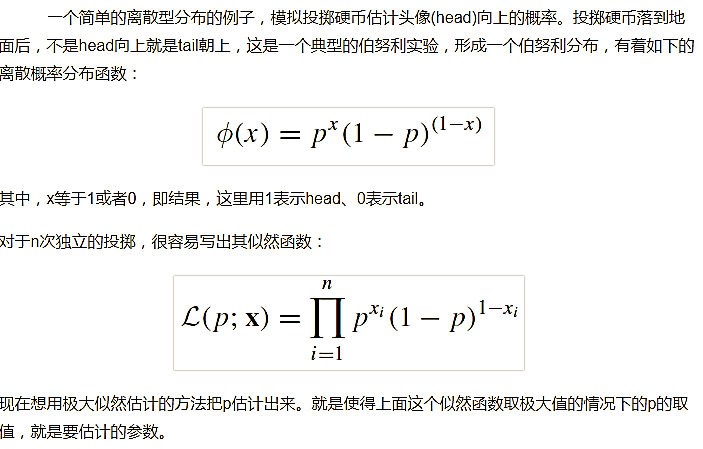 一个简单的离散型分布的例子，模拟投掷硬币估计头像(head)向上的概率。投掷硬币落到地
面后，不是head向上就是tail朝上，这是一个典型的伯努利实验，形成一个伯努利分布，有着如下的
离散概率分布函数：
ϕ(x) = p^x (1 − p)^(1−x)
其中，x等于1或者0，即结果，这里用1表示head、0表示tail。
对于n次独立的投掷，很容易写出其似然函数：
ℒ(p; x) = ∏_{i=1}^{n} p^{x_i} (1 − p)^{1−x_i}
现在想用极大似然估计的方法把p估计出来。就是使得上面这个似然函数取极大值的情况下的p的取
值，就是要估计的参数。